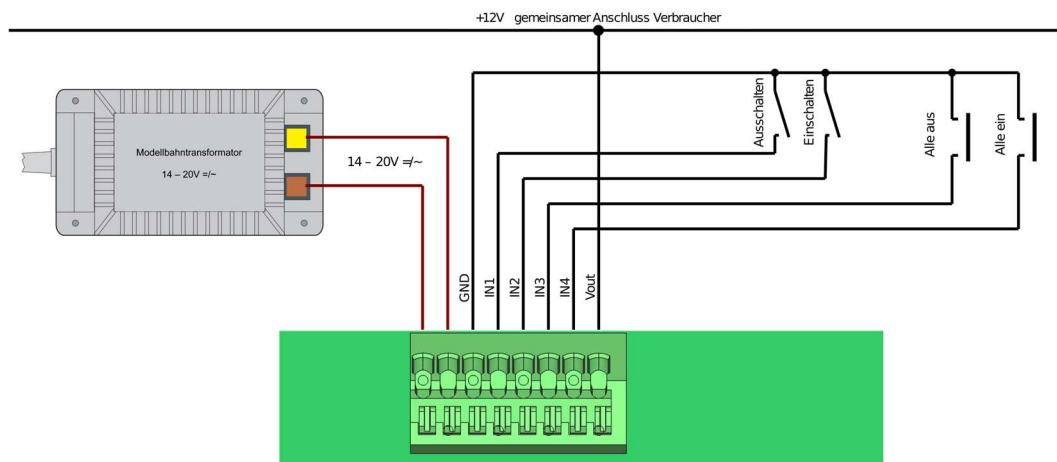 +12V gemeinsamer Anschluss Verbraucher
Modellbahntransformator
14 – 20V =/~
14 – 20V =/~
Ausschalten
Einschalten
Alle aus
Alle ein
GND
IN1
IN2
IN3
IN4
Vout